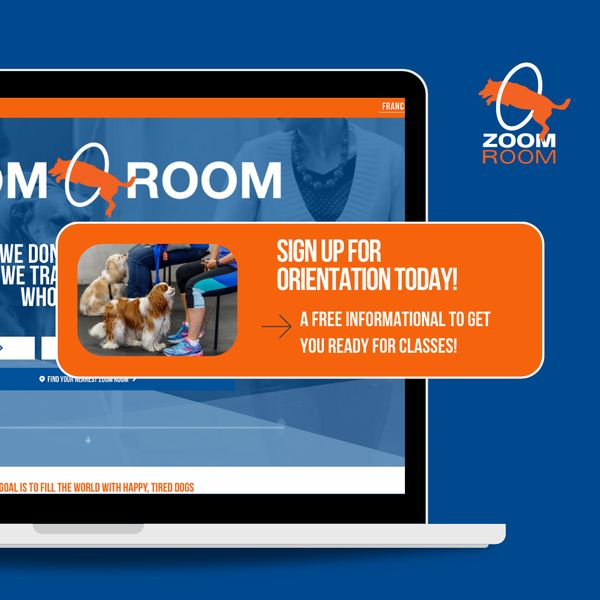 FRANC
ZOOM
ROOM
OM ROOM
SIGN UP FOR
ORIENTATION TODAY!
A FREE INFORMATIONAL TO GET
YOU READY FOR CLASSES!
WE DON
WE TRA
WHO
FIND YOUR NEAREST ZOOM ROOM
GOAL IS TO FILL THE WORLD WITH HAPPY, TIRED DOGS